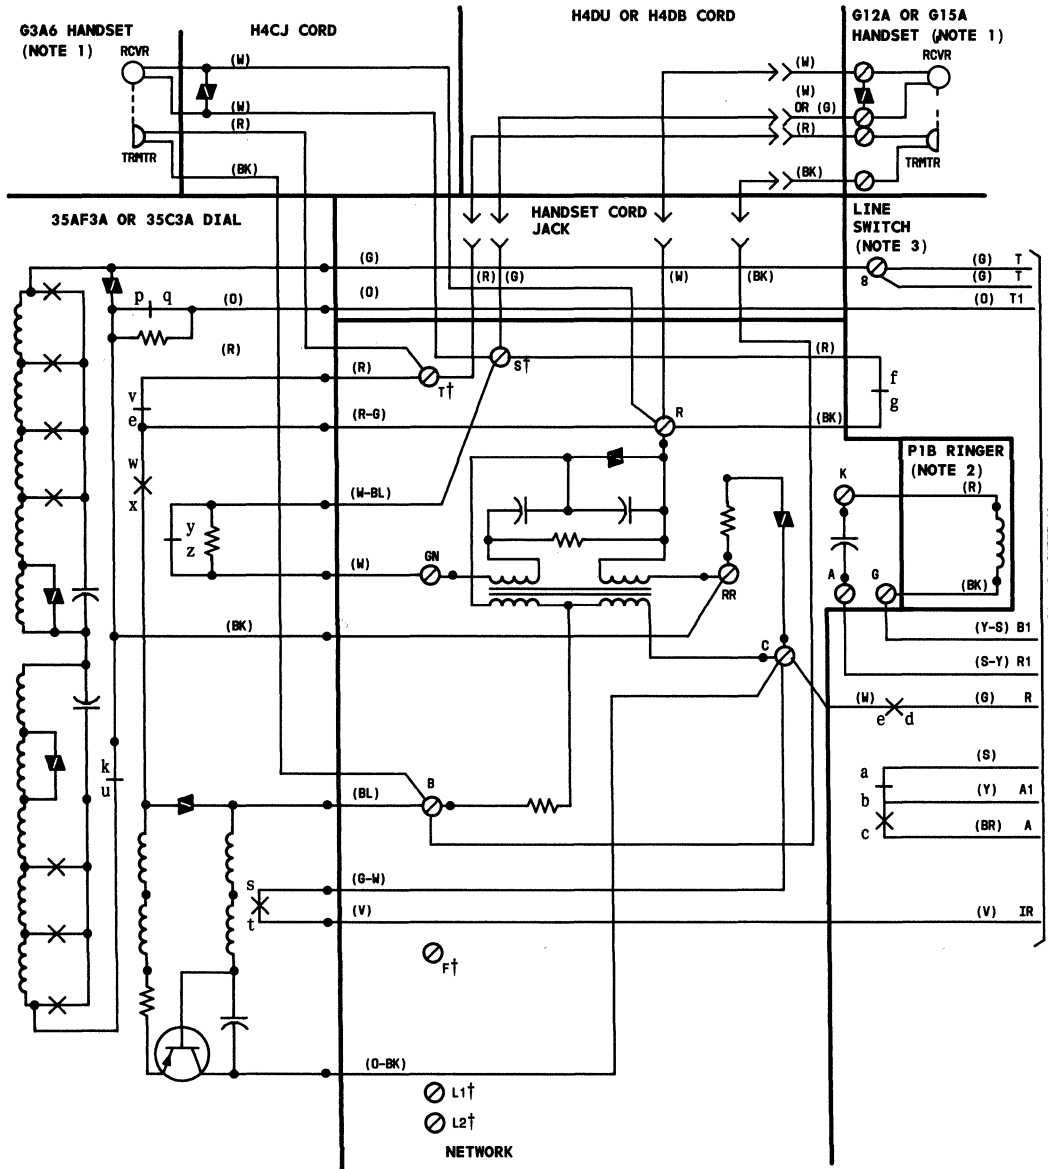 G3A6 HANDSET
(NOTE 1)
H4CJ CORD
H4DU OR H4DB CORD
G12A OR G15A
HANDSET (NOTE 1)
RCVR
RCVR
(W)
(W)
(W)
(W)
OR (G)
(R)
(R)
TRMTR
TRMTR
(BK)
(BK)
35AF3A OR 35C3A DIAL
HANDSET CORD
JACK
LINE
SWITCH
(NOTE 3)
(G)
(R)
(G)
(W)
(BK)
8
(G) T
(G) T
p
q
(O)
(O)
(O) T1
(R)
(R)
(R)
S†
T†
f
g
v
e
(R-G)
R
(BK)
P1B RINGER
(NOTE 2)
w
x
(W-BL)
K
(R)
y
z
(W)
GN
RR
A
G
(BK)
(BK)
(Y-S) B1
C
(S-Y) R1
(W)
e
d
(G) R
k
u
(S)
a
b
c
(Y) A1
(BR) A
(BL)
B
s
t
(G-W)
(V)
(V) IR
F†
(O-BK)
L1†
L2†
NETWORK